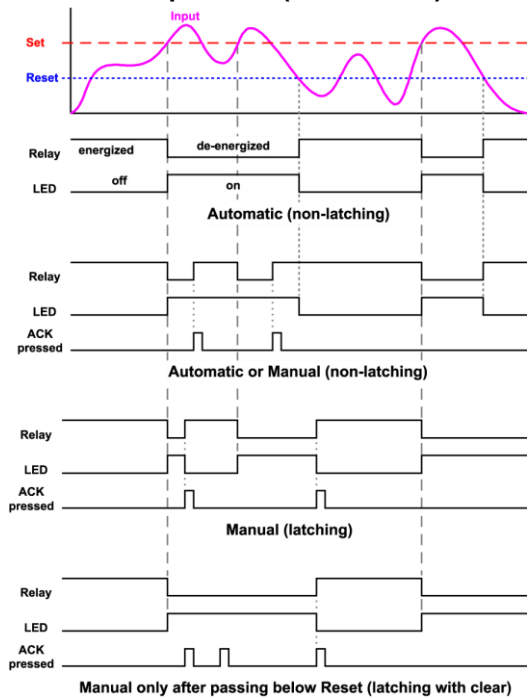 Input
Set
Reset
Relay energized de-energized
LED off on
Automatic (non-latching)
Relay
LED
ACK
pressed
Automatic or Manual (non-latching)
Relay
LED
ACK
pressed
Manual (latching)
Relay
LED
ACK
pressed
Manual only after passing below Reset (latching with clear)